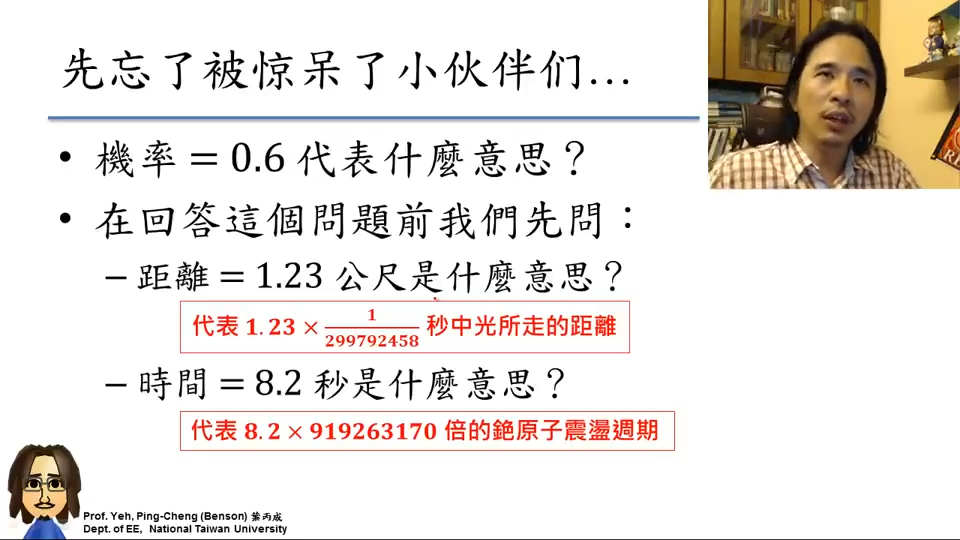 先忘了被惊呆了小伙伴们…
• 機率 = 0.6 代表什麼意思？
• 在回答這個問題前我們先問：
– 距離 = 1.23 公尺是什麼意思？
代表 1.23 × 1/299792458 秒中光所走的距離
– 時間 = 8.2 秒是什麼意思？
代表 8.2 × 919263170 倍的銫原子震盪週期
Prof. Yeh, Ping-Cheng (Benson) 葉丙成
Dept. of EE, National Taiwan University